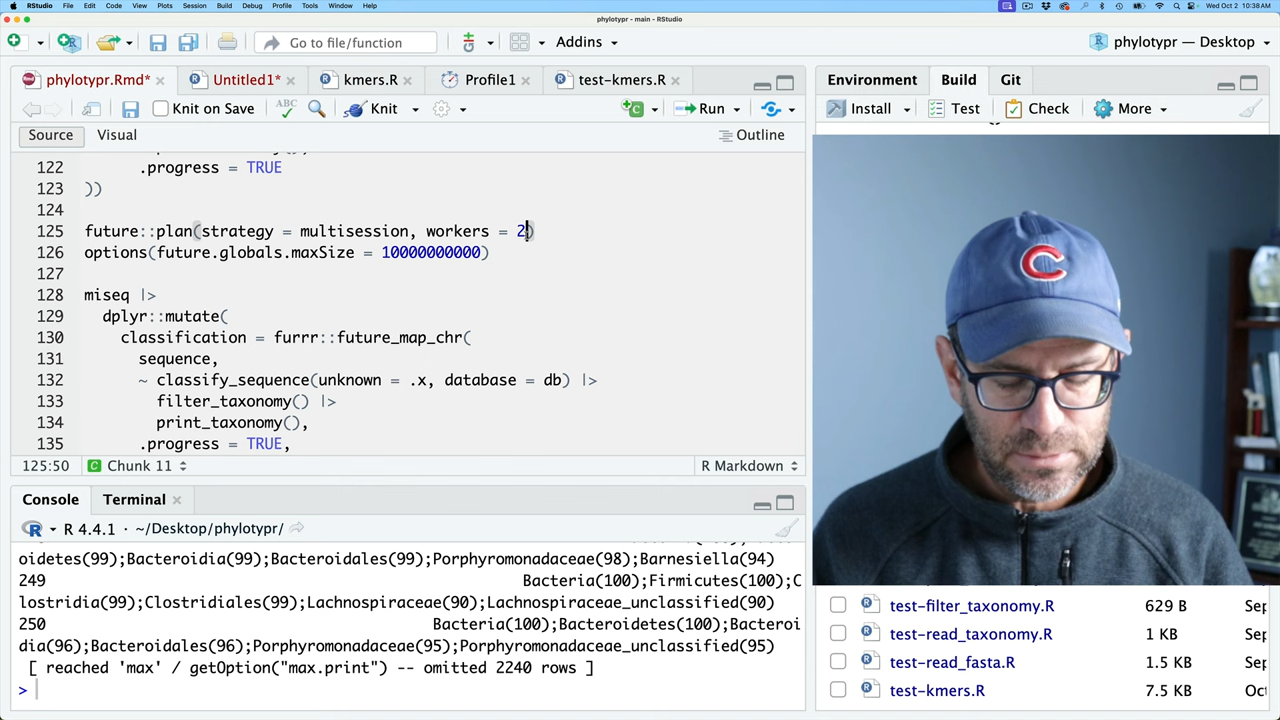 RStudio File Edit Code View Plots Session Build Debug Profile Tools Window Help Wed Oct 2 10:38 AM
phylotypr - main - RStudio
Go to file/function Addins phylotypr — Desktop
phylotypr.Rmd* Untitled1* kmers.R Profile1 test-kmers.R
Environment Build Git
Knit on Save ABC Knit Run
Install Test Check More
Source Visual Outline
122 .progress = TRUE
123 ))
124
125 future::plan(strategy = multisession, workers = 2)
126 options(future.globals.maxSize = 10000000000)
127
128 miseq |>
129 dplyr::mutate(
130 classification = furrr::future_map_chr(
131 sequence,
132 ~ classify_sequence(unknown = .x, database = db) |>
133 filter_taxonomy() |>
134 print_taxonomy(),
135 .progress = TRUE,
125:50 C Chunk 11 R Markdown
Console Terminal
R 4.4.1 · ~/Desktop/phylotypr/
oidetes(99);Bacteroidia(99);Bacteroidales(99);Porphyromonadaceae(98);Barnesiella(94)
249 Bacteria(100);Firmicutes(100);C
lostridia(99);Clostridiales(99);Lachnospiraceae(90);Lachnospiraceae_unclassified(90)
250 Bacteria(100);Bacteroidetes(100);Bacteroi
dia(96);Bacteroidales(96);Porphyromonadaceae(95);Porphyromonadaceae_unclassified(95)
[ reached 'max' / getOption("max.print") -- omitted 2240 rows ]
>
C
test-filter_taxonomy.R 629 B Sep
test-read_taxonomy.R 1 KB Sep
test-read_fasta.R 1.5 KB Sep
test-kmers.R 7.5 KB Oct